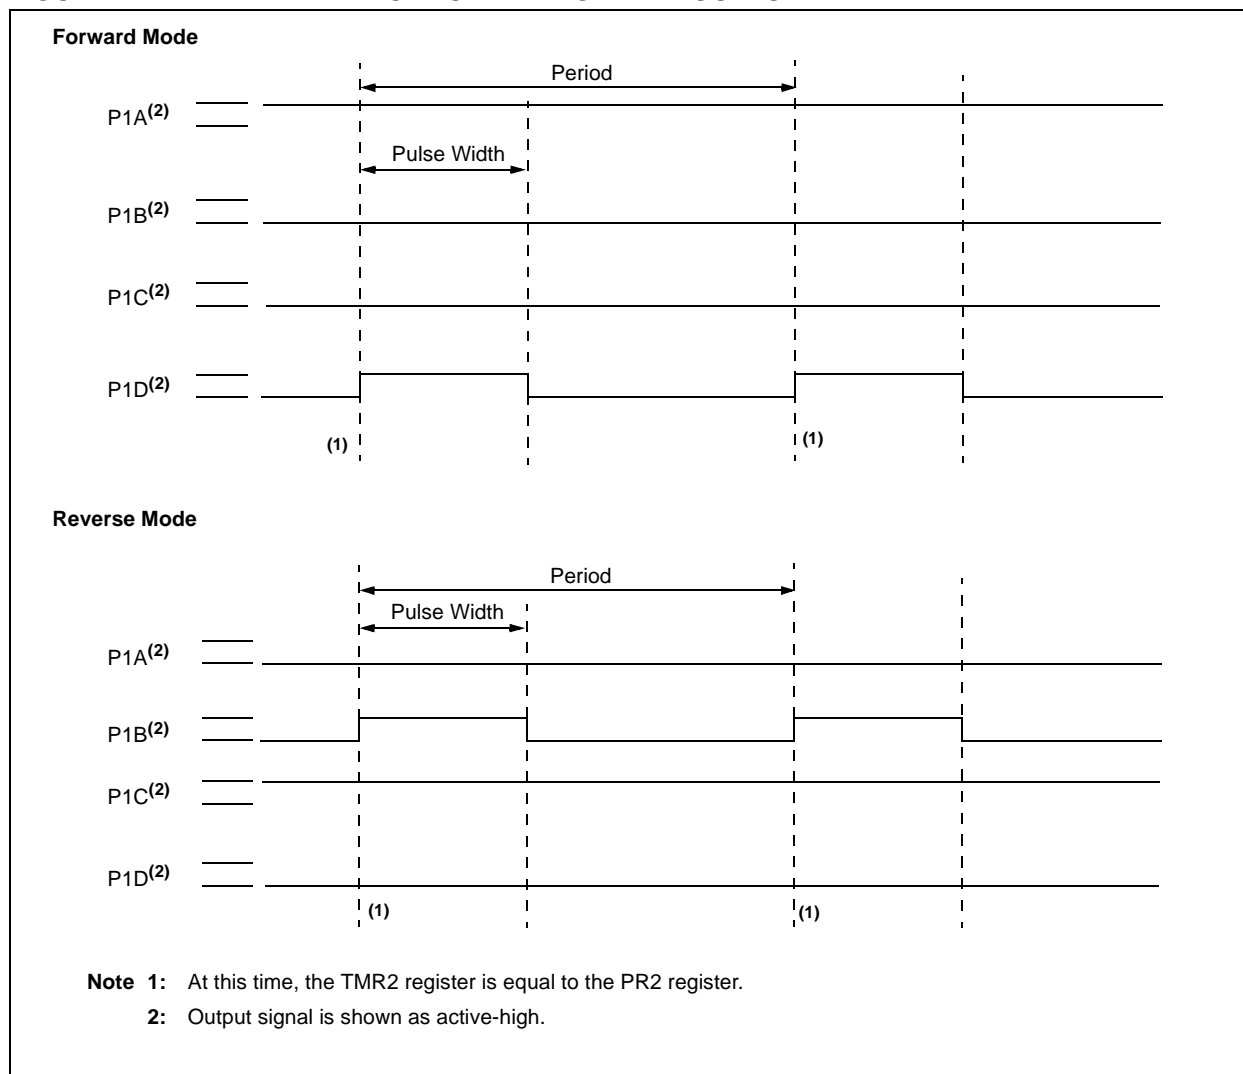 Forward Mode
Period
P1A(2)
Pulse Width
P1B(2)
P1C(2)
P1D(2)
(1) (1)
Reverse Mode
Period
Pulse Width
P1A(2)
P1B(2)
P1C(2)
P1D(2)
(1) (1)
Note 1: At this time, the TMR2 register is equal to the PR2 register.
2: Output signal is shown as active-high.